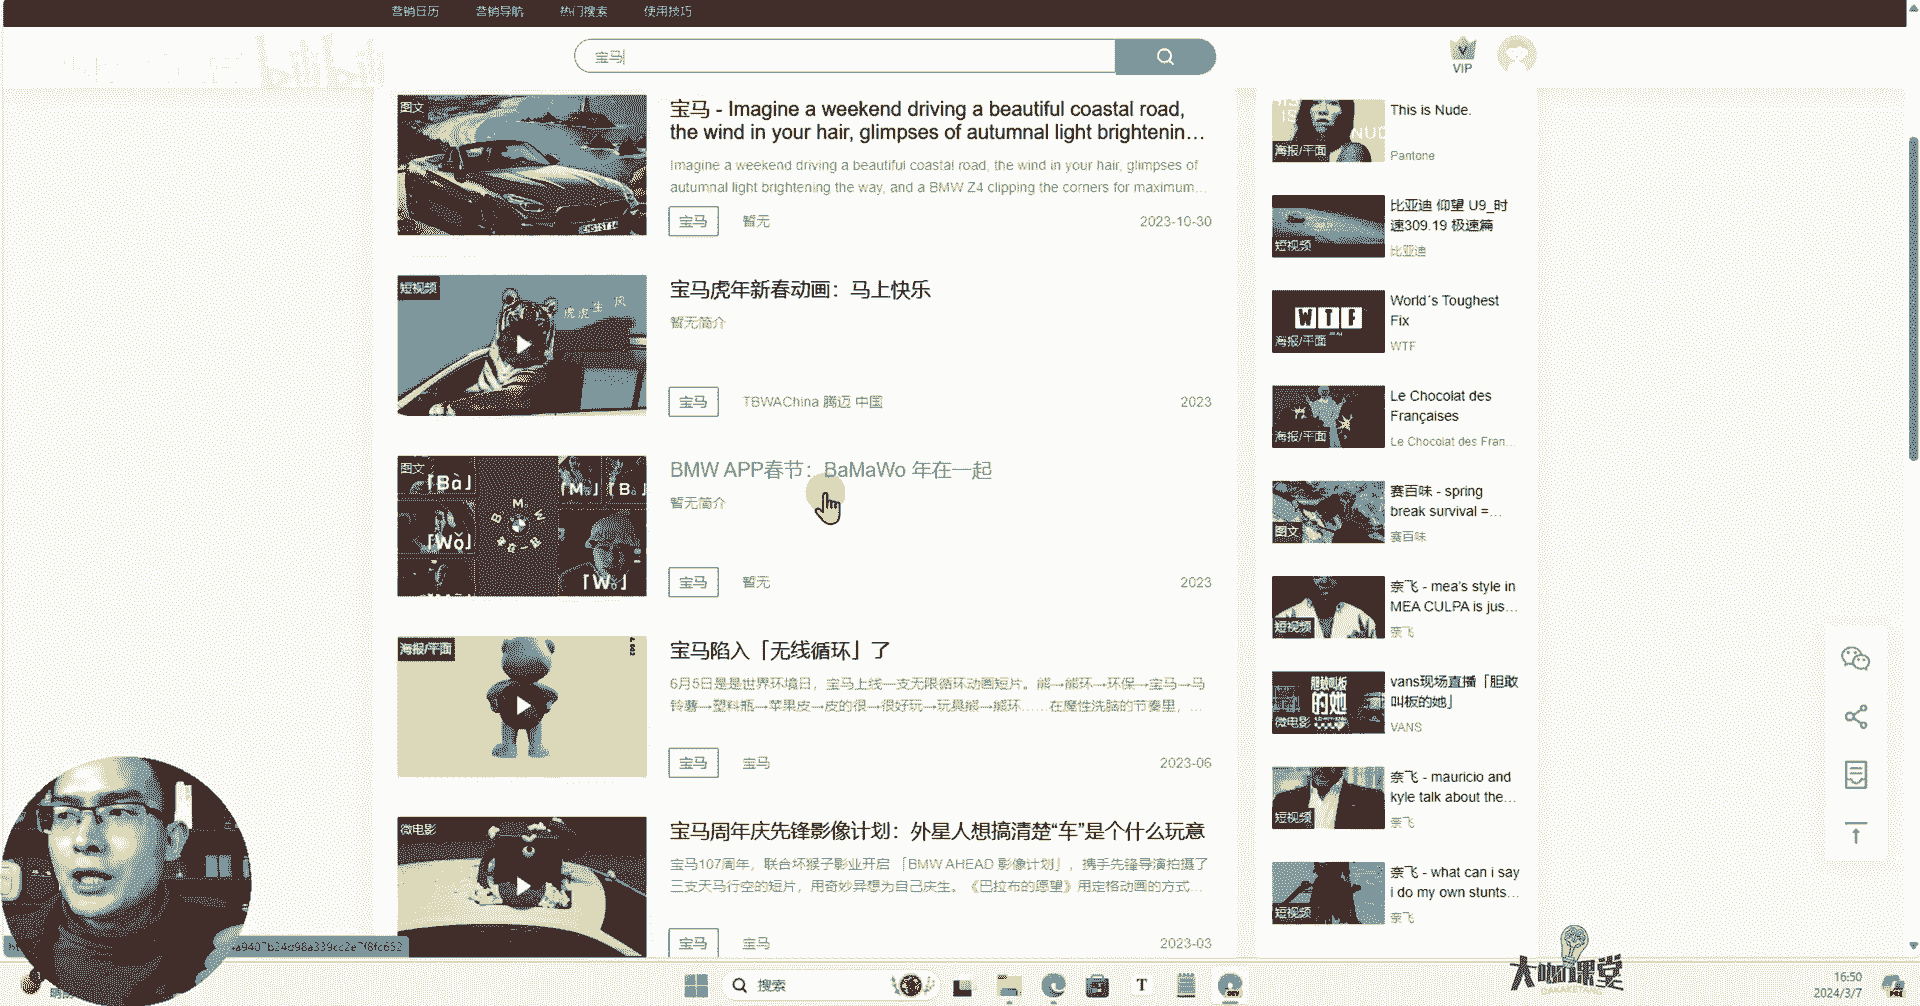 营销日历 营销导航 热门搜索 使用技巧
bilibili
宝马
VIP
图文
宝马 - Imagine a weekend driving a beautiful coastal road,
the wind in your hair, glimpses of autumnal light brightenin...
Imagine a weekend driving a beautiful coastal road, the wind in your hair, glimpses of
autumnal light brightening the way, and a BMW Z4 clipping the corners for maximum...
宝马 暂无 2023-10-30
短视频
虎虎生风
宝马虎年新春动画：马上快乐
暂无简介
宝马 TBWAChina 腾迈 中国 2023
图文
「Bà」
「Wǒ」
BMW APP春节：BaMaWo 年在一起
暂无简介
宝马 暂无 2023
海报/平面
宝马陷入「无线循环」了
6月5日是是世界环境日，宝马上线一支无限循环动画短片。熊→熊环→环保→宝马→马
铃薯→塑料瓶→苹果皮→皮的很→很好玩→玩具熊→熊环……在魔性洗脑的节奏里，...
宝马 宝马 2023-06
微电影
宝马周年庆先锋影像计划：外星人想搞清楚“车”是个什么玩意
宝马107周年，联合坏猴子影业开启「BMW AHEAD 影像计划」，携手先锋导演拍摄了
三支天马行空的短片，用奇妙异想为自己庆生。《巴拉布的愿望》用定格动画的方式...
宝马 宝马 2023-03
海报/平面
This is Nude.
Pantone
短视频
比亚迪 仰望 U9_时
速309.19 极速篇
比亚迪
WTF
海报/平面
World´s Toughest
Fix
WTF
海报/平面
Le Chocolat des
Françaises
Le Chocolat des Fran...
图文
赛百味 - spring
break survival =...
赛百味
短视频
奈飞 - mea's style in
MEA CULPA is jus...
奈飞
微电影
vans现场直播「胆敢
叫板的她」
VANS
短视频
奈飞 - mauricio and
kyle talk about the...
奈飞
短视频
奈飞 - what can i say
i do my own stunts...
奈飞
大咖课堂
DAKAKETANG
搜索
T
DEV
16:50
2024/3/7